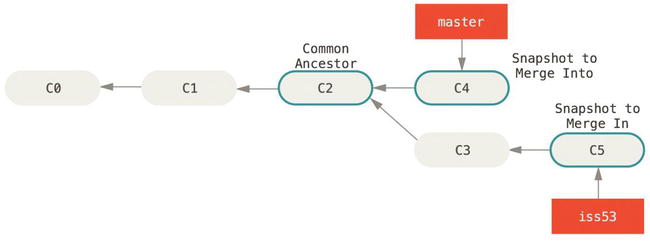 master
Common
Ancestor
Snapshot to
Merge Into
C0
C1
C2
C4
Snapshot to
Merge In
C3
C5
iss53